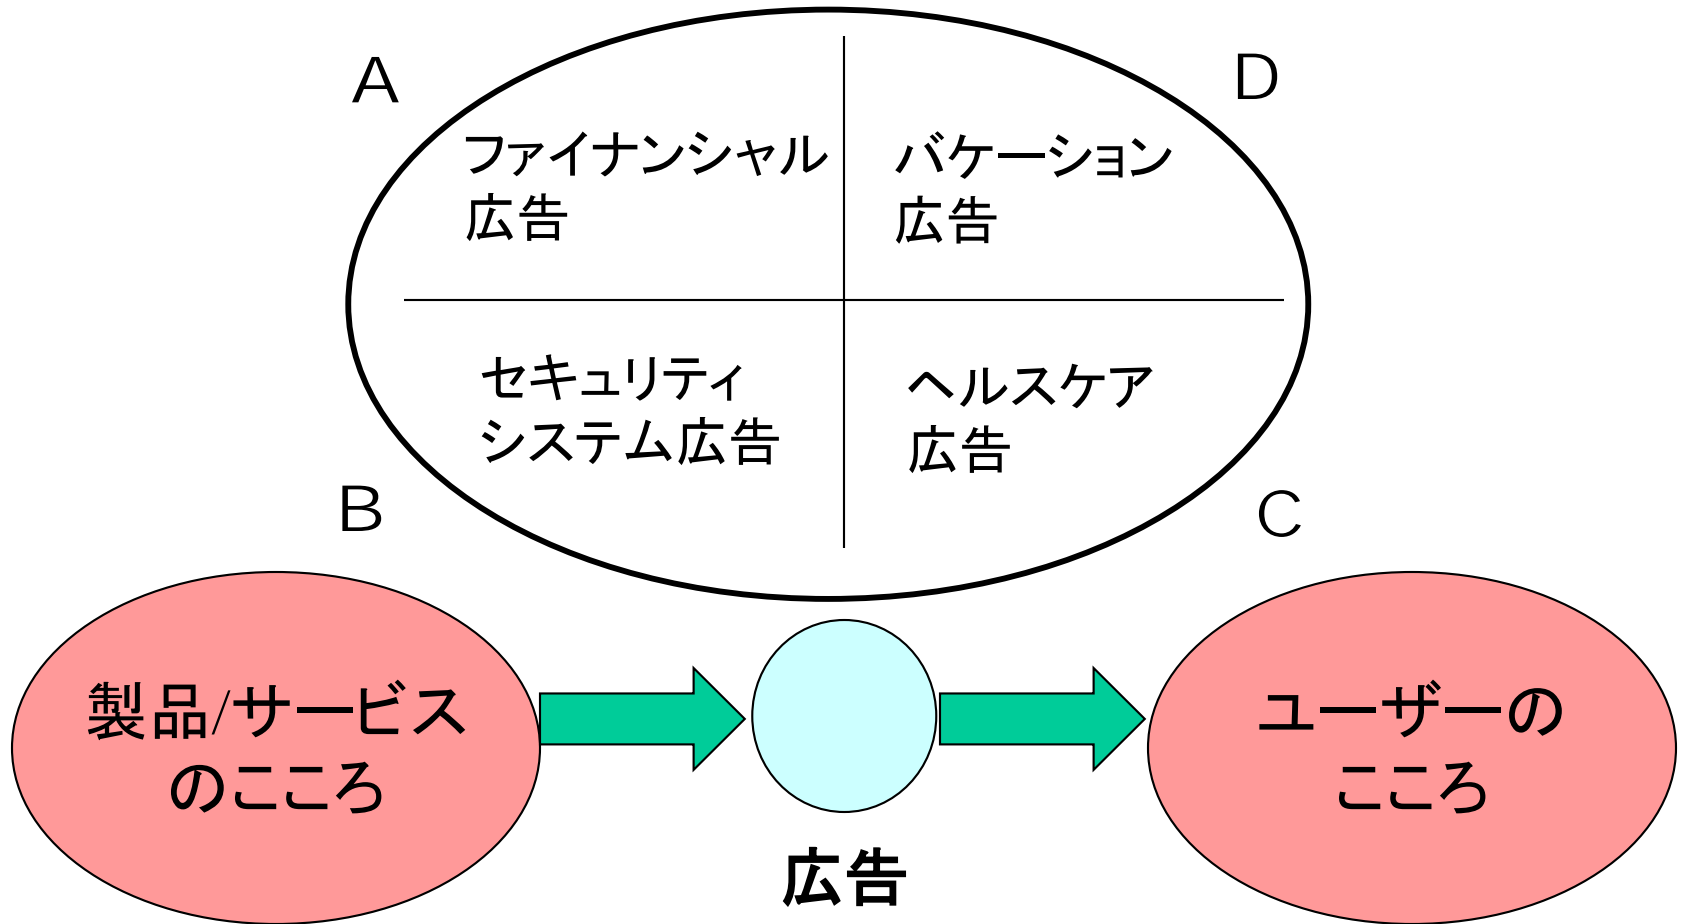 A
D
ファイナンシャル
広告
バケーション
広告
セキュリティ
システム広告
ヘルスケア
広告
B
C
製品/サービス
のこころ
ユーザーの
こころ
広告